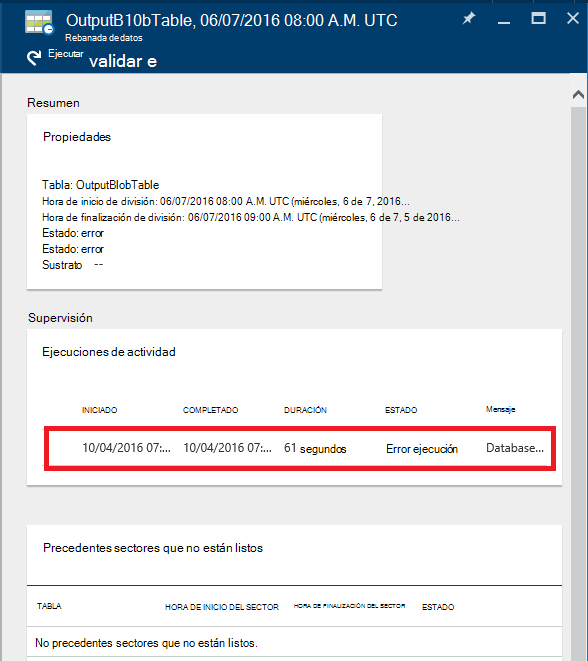 OutputB10bTable, 06/07/2016 08:00 A.M. UTC
Rebanada de datos
Ejecutar validar e
Resumen
Propiedades
Tabla: OutputBlobTable
Hora de inicio de división: 06/07/2016 08:00 A.M. UTC (miércoles, 6 de 7, 2016...
Hora de finalización de división: 06/07/2016 09:00 A.M. UTC (miércoles, 6 de 7, 5 de 2016...
Estado: error
Estado: error
Sustrato --
Supervisión
Ejecuciones de actividad
INICIADO COMPLETADO DURACIÓN ESTADO Mensaje
10/04/2016 07:... 10/04/2016 07:... 61 segundos Error ejecución Database...
Precedentes sectores que no están listos
TABLA HORA DE INICIO DEL SECTOR HORA DE FINALIZACIÓN DEL SECTOR ESTADO
No precedentes sectores que no están listos.